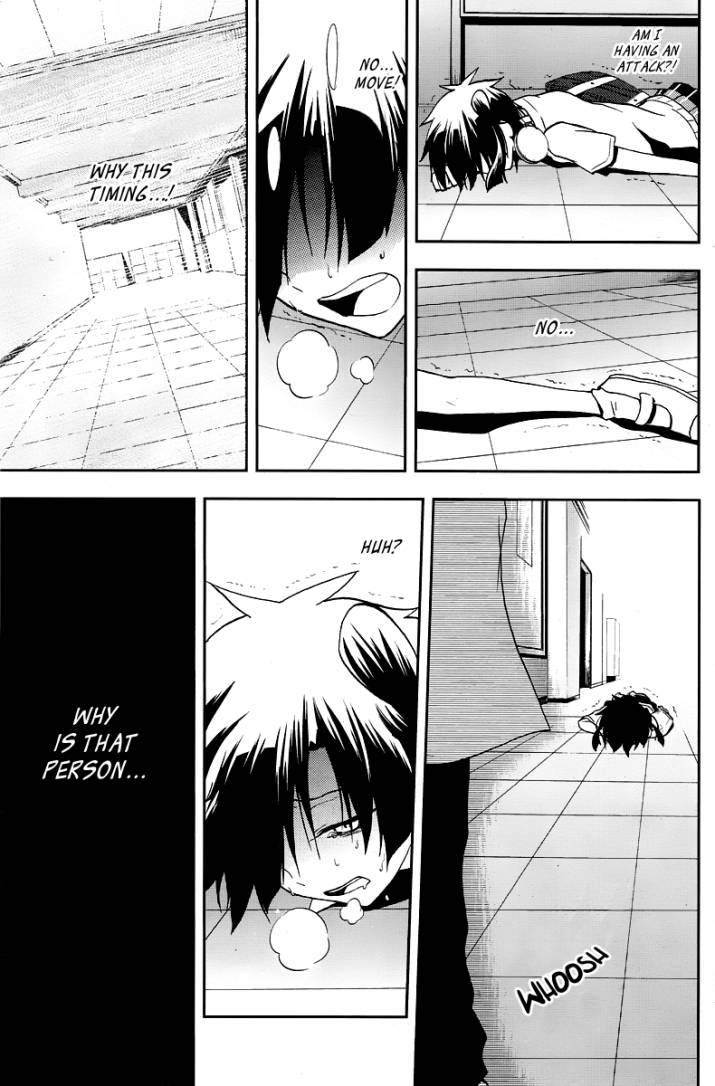 AM I
HAVING AN
ATTACK?!
NO...
NO...
MOVE!
WHY THIS
TIMING...!
WHOOSH
HUH?
WHY
IS THAT
PERSON...